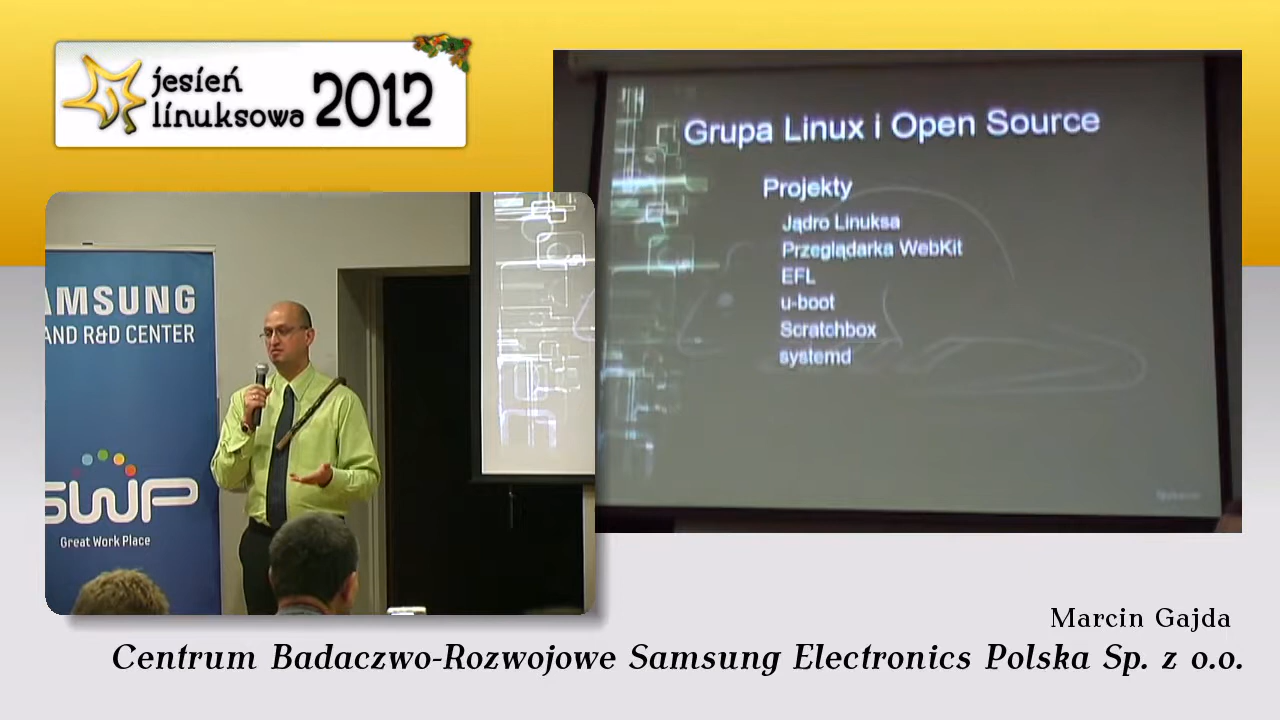 jesień
linuksowa 2012
Grupa Linux i Open Source
Projekty
Jądro Linuksa
Przeglądarka WebKit
EFL
u-boot
Scratchbox
systemd
AMSUNG
AND R&D CENTER
GWP
Great Work Place
Marcin Gajda
Centrum Badaczwo-Rozwojowe Samsung Electronics Polska Sp. z o.o.